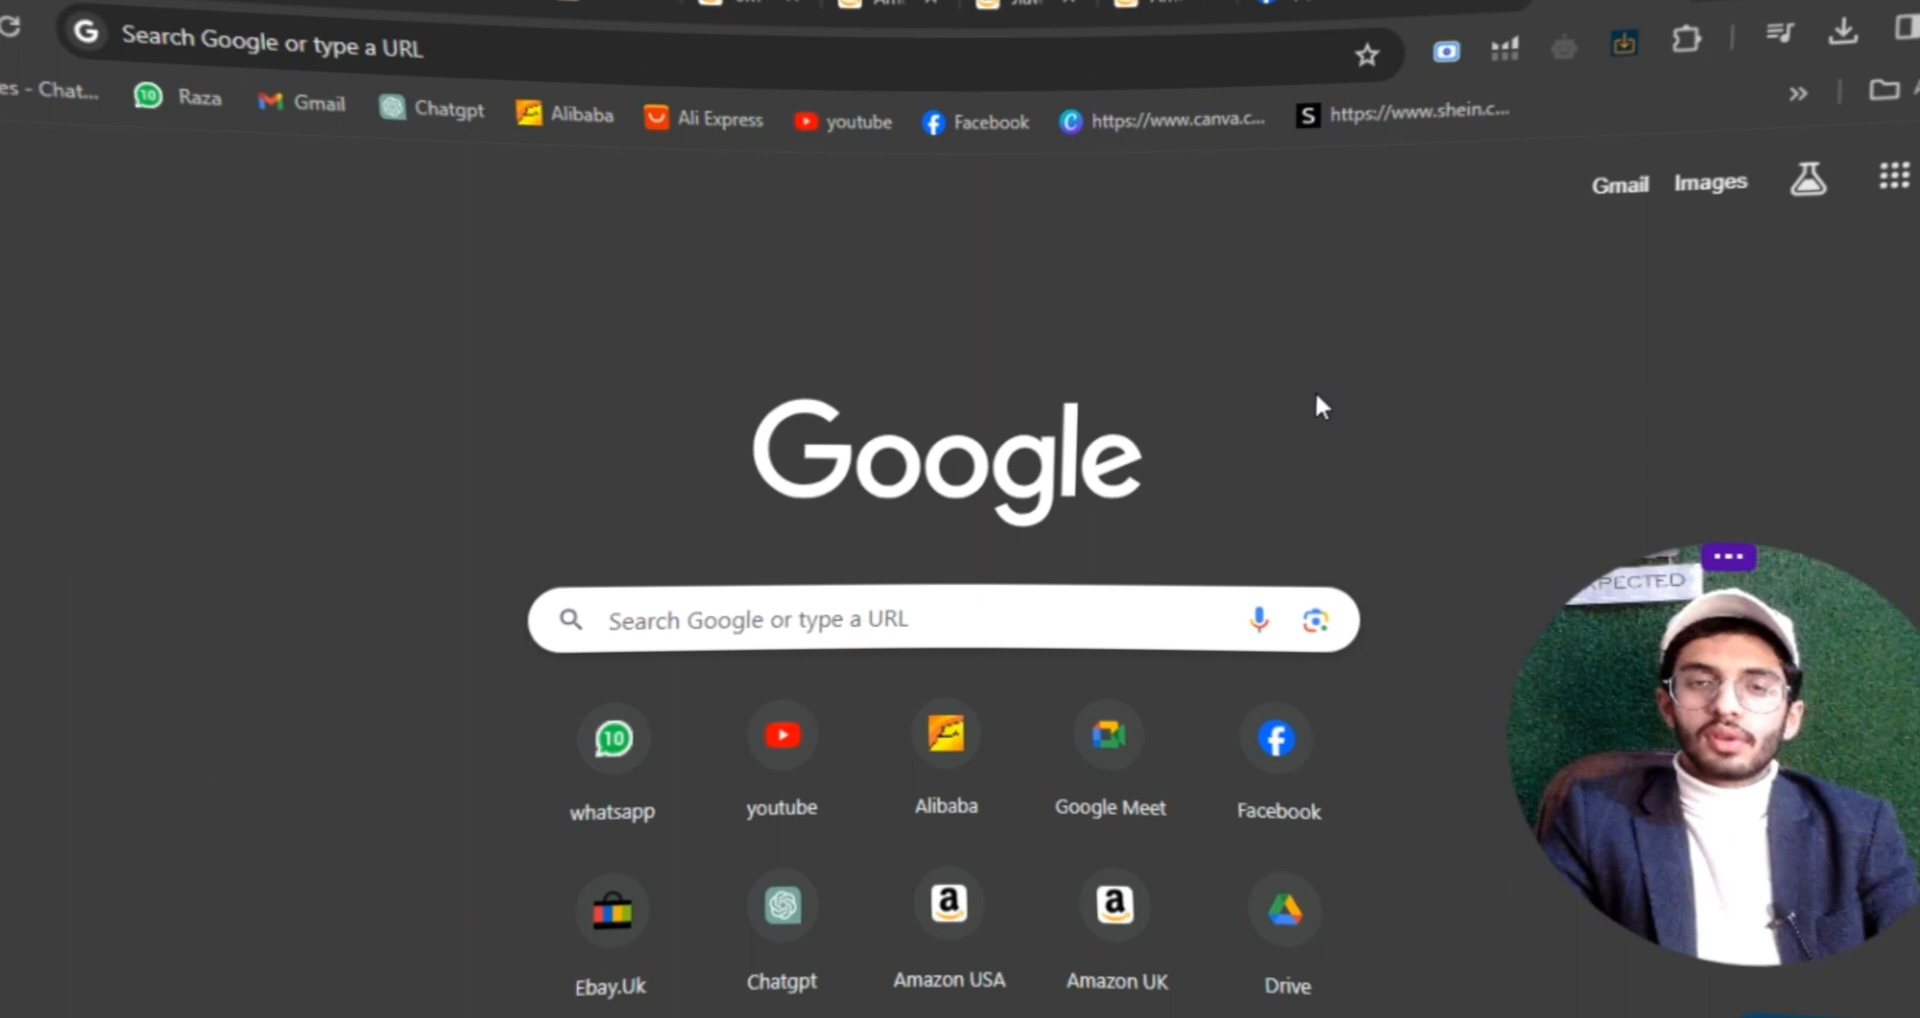 Search Google or type a URL
es - Chat...
10
Raza
Gmail
Chatgpt
Alibaba
Ali Express
youtube
Facebook
https://www.canva.c...
S
https://www.shein.c...
Gmail
Images
Google
Search Google or type a URL
PECTED
10
whatsapp
youtube
Alibaba
Google Meet
Facebook
Ebay.Uk
Chatgpt
a
Amazon USA
a
Amazon UK
Drive